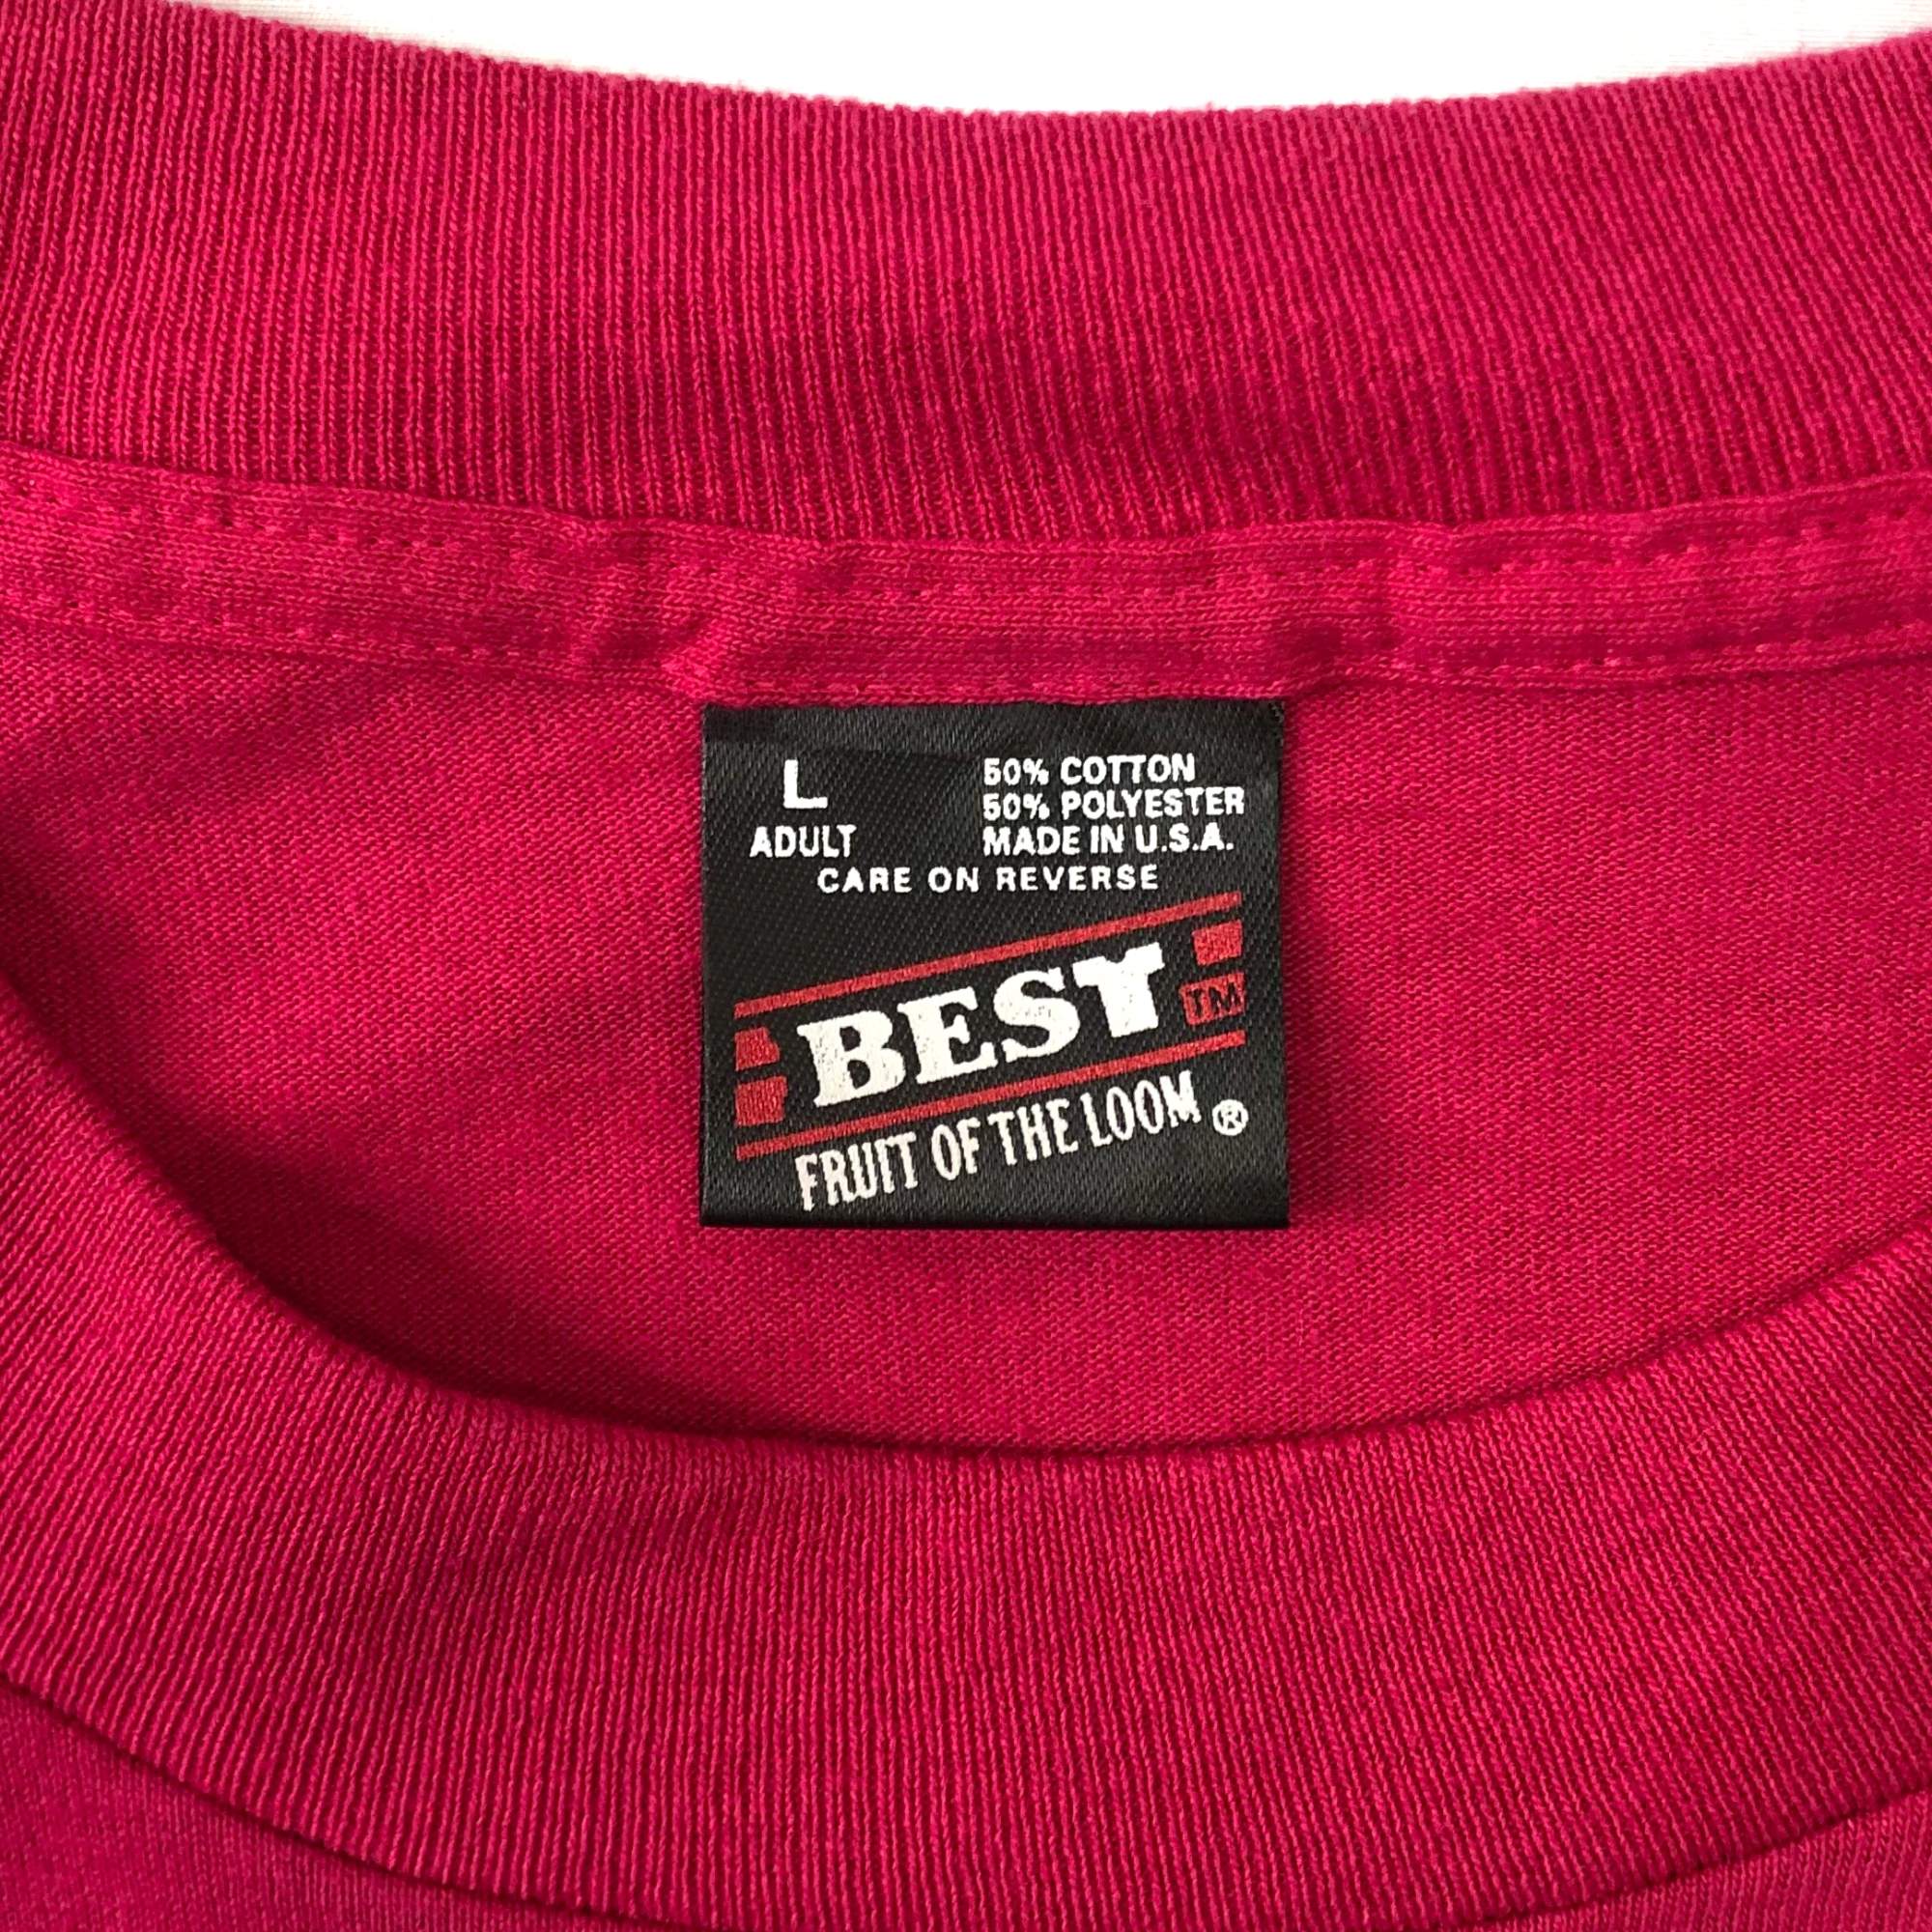 L
ADULT
50% COTTON
50% POLYESTER
MADE IN U.S.A.
CARE ON REVERSE
BEST TM
FRUIT OF THE LOOM ®